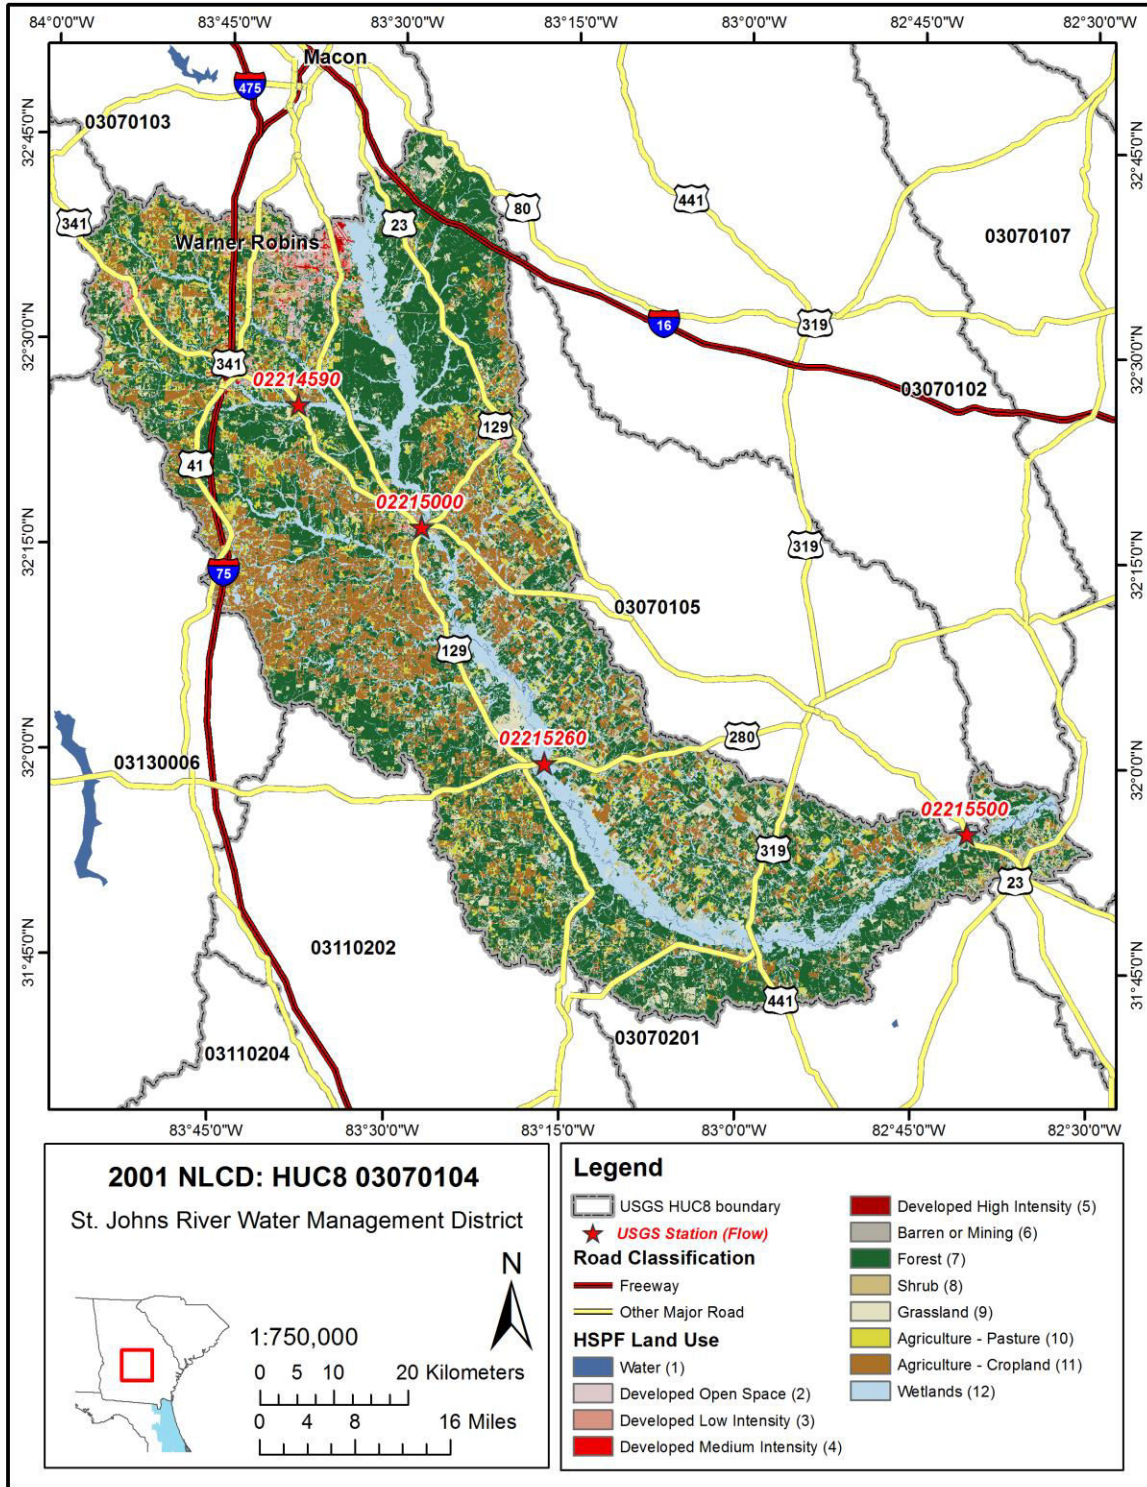 84°0'0"W 83°45'0"W 83°30'0"W 83°15'0"W 83°0'0"W 82°45'0"W 82°30'0"W
Macon
475
03070103
32°45'0"N
32°45'0"N
441
80
341
23
03070107
Warner Robins
319
16
32°30'0"N
32°30'0"N
341
02214590
03070102
129
41
02215000
319
32°15'0"N
32°15'0"N
75
03070105
129
280
02215260
32°0'0"N
32°0'0"N
03130006
02215500
319
23
03110202
31°45'0"N
31°45'0"N
441
03070201
03110204
83°45'0"W 83°30'0"W 83°15'0"W 83°0'0"W 82°45'0"W 82°30'0"W
2001 NLCD: HUC8 03070104
St. Johns River Water Management District
N
1:750,000
0 5 10 20 Kilometers
0 4 8 16 Miles
Legend
USGS HUC8 boundary
USGS Station (Flow)
Road Classification
Freeway
Other Major Road
HSPF Land Use
Water (1)
Developed Open Space (2)
Developed Low Intensity (3)
Developed Medium Intensity (4)
Developed High Intensity (5)
Barren or Mining (6)
Forest (7)
Shrub (8)
Grassland (9)
Agriculture - Pasture (10)
Agriculture - Cropland (11)
Wetlands (12)